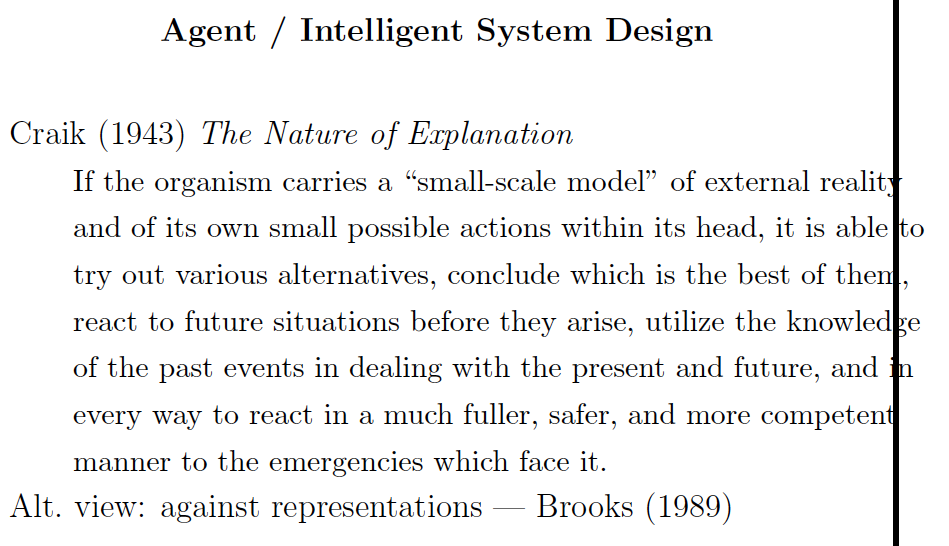 Agent / Intelligent System Design
Craik (1943) The Nature of Explanation
If the organism carries a “small-scale model” of external reality
and of its own small possible actions within its head, it is able to
try out various alternatives, conclude which is the best of them,
react to future situations before they arise, utilize the knowledge
of the past events in dealing with the present and future, and in
every way to react in a much fuller, safer, and more competent
manner to the emergencies which face it.
Alt. view: against representations — Brooks (1989)